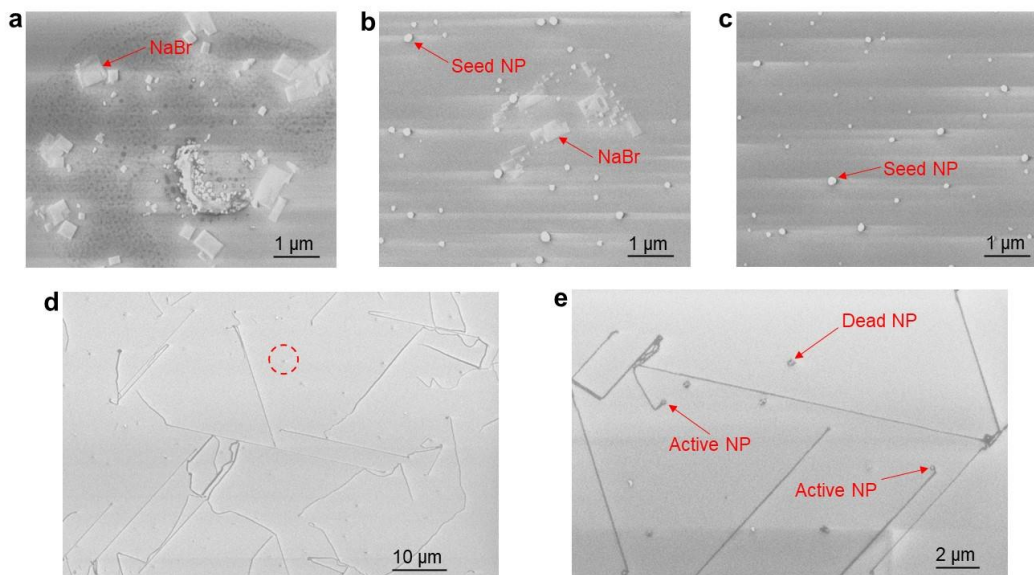 a
NaBr
1 µm
b
Seed NP
NaBr
1 µm
c
Seed NP
1 µm
d
10 µm
e
Dead NP
Active NP
Active NP
2 µm